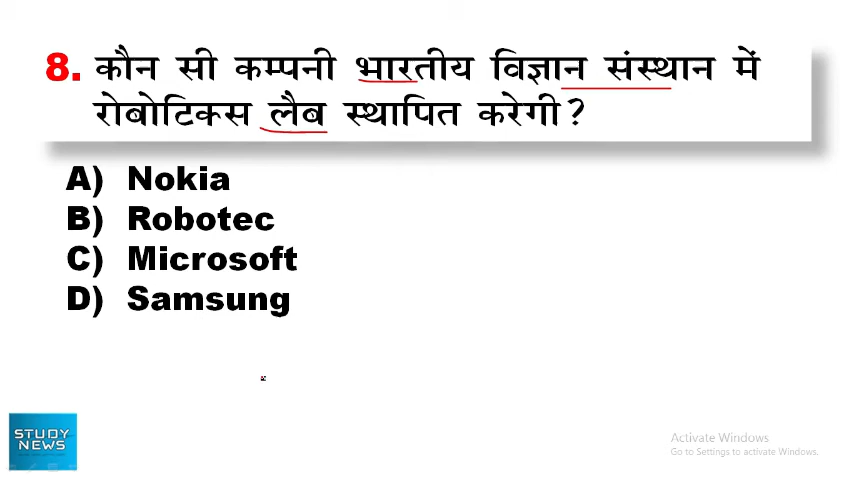 8. कौन सी कम्पनी भारतीय विज्ञान संस्थान में
रोबोटिकस लैब स्थापित करेगी?
A) Nokia
B) Robotec
C) Microsoft
D) Samsung
STUDY
NEWS
Activate Windows
Go to Settings to activate Windows.